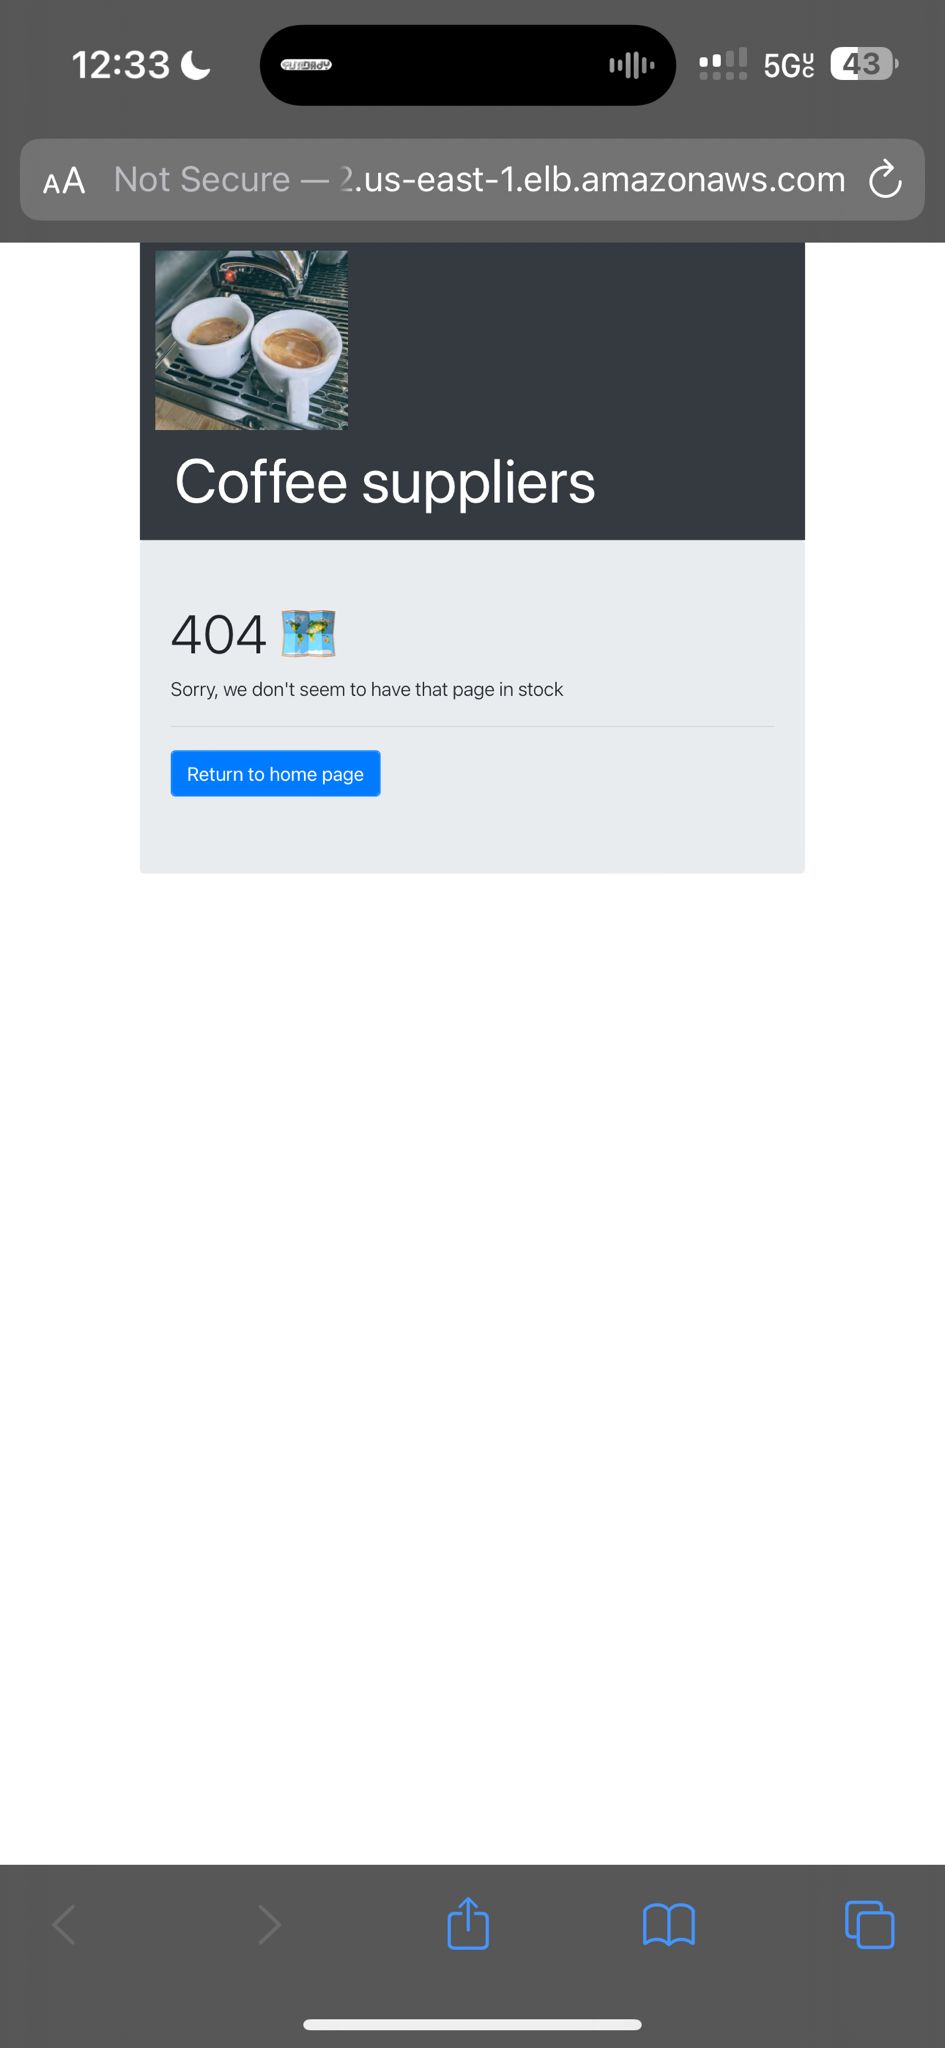 12:33
5G UC
43
AA Not Secure — 2.us-east-1.elb.amazonaws.com
Coffee suppliers
404
Sorry, we don't seem to have that page in stock
Return to home page